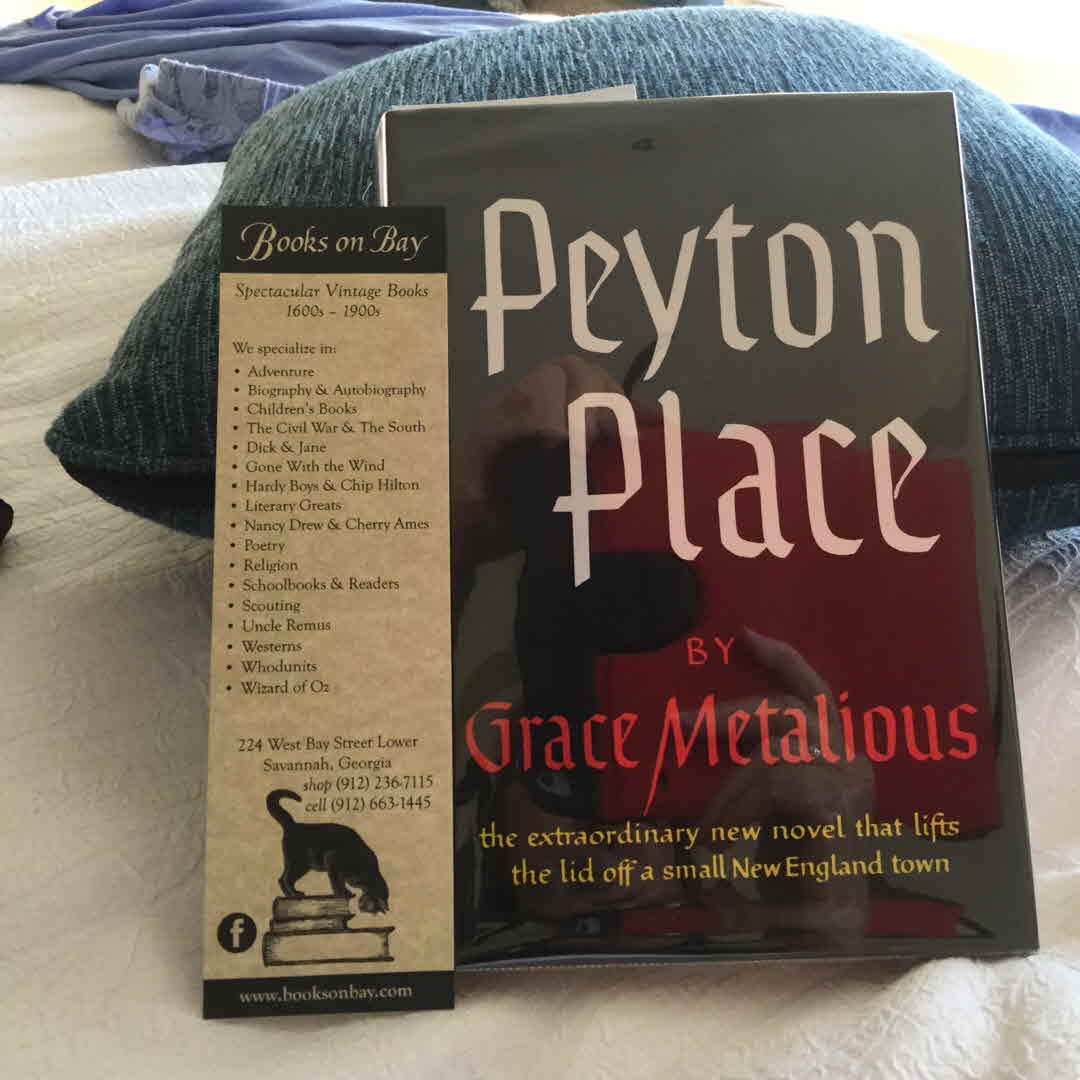 Books on Bay
Spectacular Vintage Books
1600s – 1900s
We specialize in:
• Adventure
• Biography & Autobiography
• Children's Books
• The Civil War & The South
• Dick & Jane
• Gone With the Wind
• Hardy Boys & Chip Hilton
• Literary Greats
• Nancy Drew & Cherry Ames
• Poetry
• Religion
• Schoolbooks & Readers
• Scouting
• Uncle Remus
• Westerns
• Whodunits
• Wizard of Oz
224 West Bay Street Lower
Savannah, Georgia
shop (912) 236-7115
cell (912) 663-1445
f
www.booksonbay.com
Peyton
Place
BY
Grace Metalious
the extraordinary new novel that lifts
the lid off a small New England town